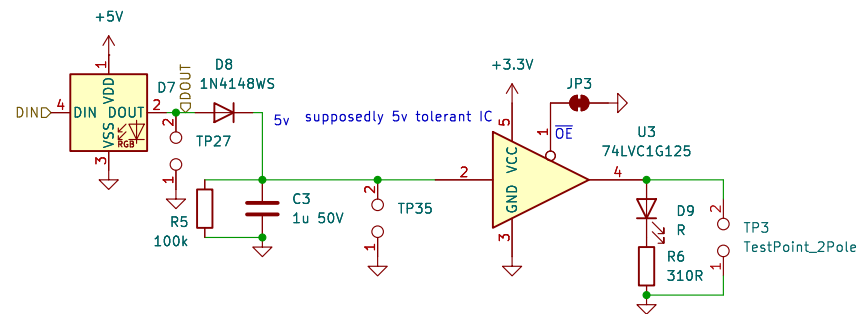 +5V
D8
1N4148WS
DDOUT
D7
1
VDD
DIN
4
DIN
DOUT
2
VSS
RGB
3
2
TP27
1
5v
supposedly 5v tolerant IC
+3.3V
JP3
5
1
OE
U3
74LVC1G125
VCC
GND
2
4
3
R5
100k
C3
1u 50V
2
TP35
1
D9
R
R6
310R
2
TP3
TestPoint_2Pole
1